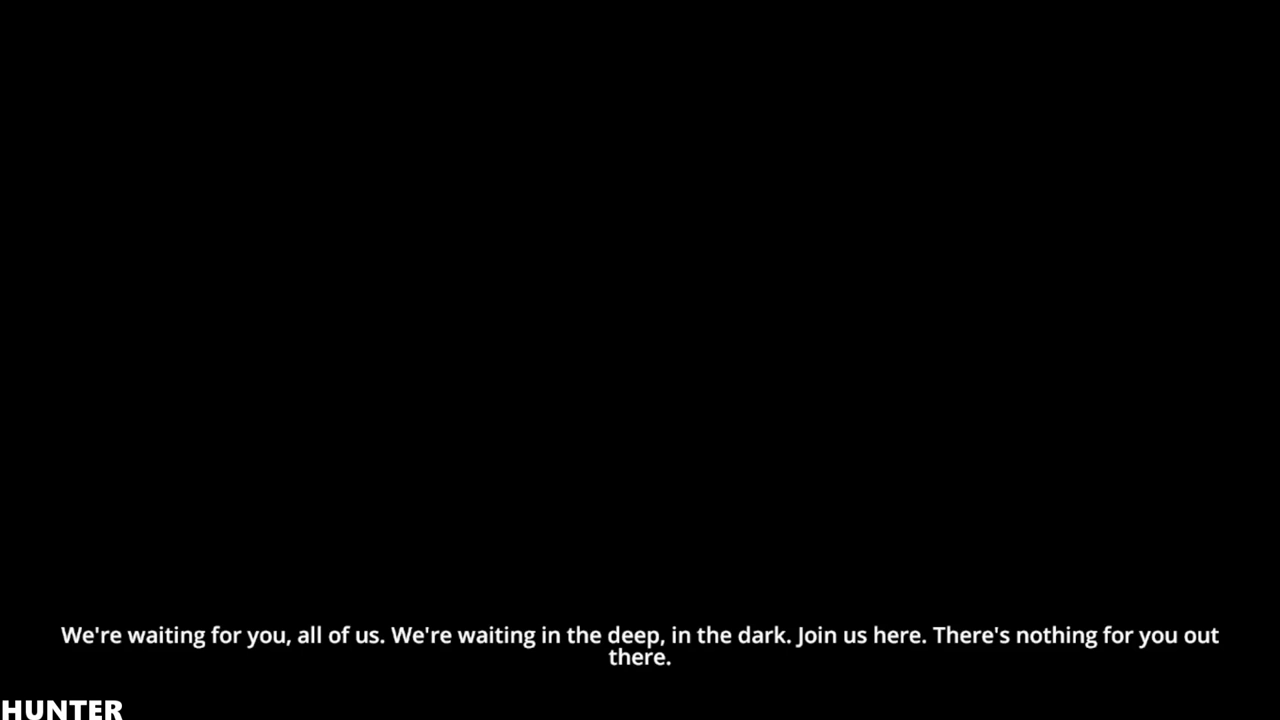 We're waiting for you, all of us. We're waiting in the deep, in the dark. Join us here. There's nothing for you out
there.
HUNTER